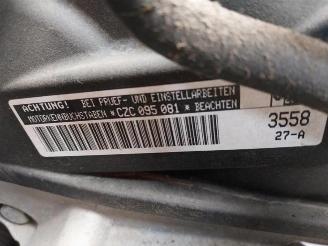 ACHTUNG! BEI PRUEF- UND EINSTELLARBEITEN
MOTORKENNBUCHSTABEN *CZC 095 081* BEACHTEN
3558
27-A